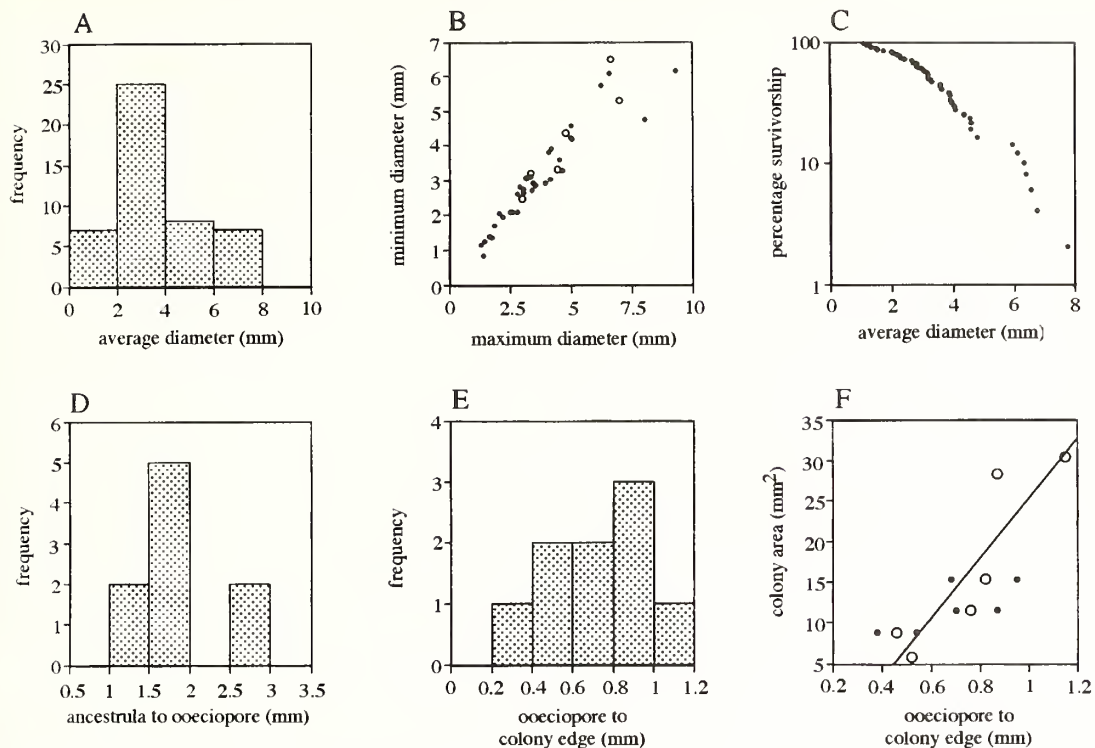 A
30
25
20
15
10
5
0
frequency
0 2 4 6 8 10
average diameter (mm)
B
7
6
5
4
3
2
1
0
minimum diameter (mm)
0 2.5 5 7.5 10
maximum diameter (mm)
C
100
10
1
percentage survivorship
0 2 4 6 8
average diameter (mm)
D
6
5
4
3
2
1
0
frequency
0.5 1 1.5 2 2.5 3 3.5
ancestrula to ooeciopore (mm)
E
4
3
2
1
0
frequency
0 0.2 0.4 0.6 0.8 1 1.2
ooeciopore to
colony edge (mm)
F
35
30
25
20
15
10
5
colony area (mm²)
0.2 0.4 0.6 0.8 1 1.2
ooeciopore to
colony edge (mm)